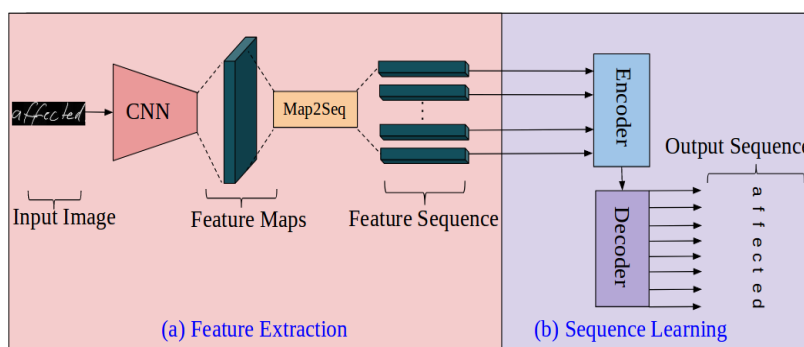 affected
CNN
Map2Seq
Encoder
Decoder
Output Sequence
a f f e c t e d
Input Image
Feature Maps
Feature Sequence
(a) Feature Extraction
(b) Sequence Learning